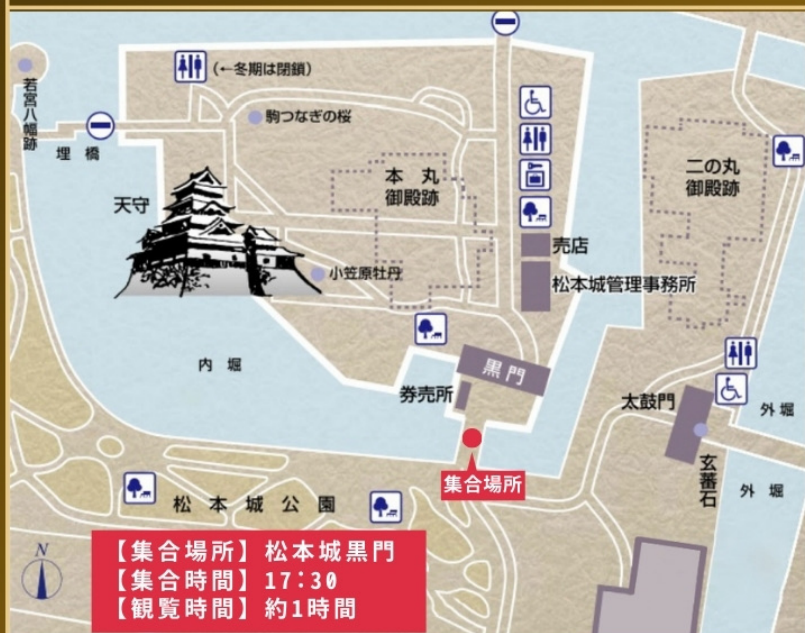 若宮八幡跡
(←冬期は閉鎖)
駒つなぎの桜
埋橋
天守
本丸
御殿跡
二の丸
御殿跡
売店
松本城管理事務所
小笠原牡丹
内堀
黒門
券売所
太鼓門
外堀
集合場所
玄蕃石
外堀
松本城公園
N
【集合場所】松本城黒門
【集合時間】17:30
【観覧時間】約1時間